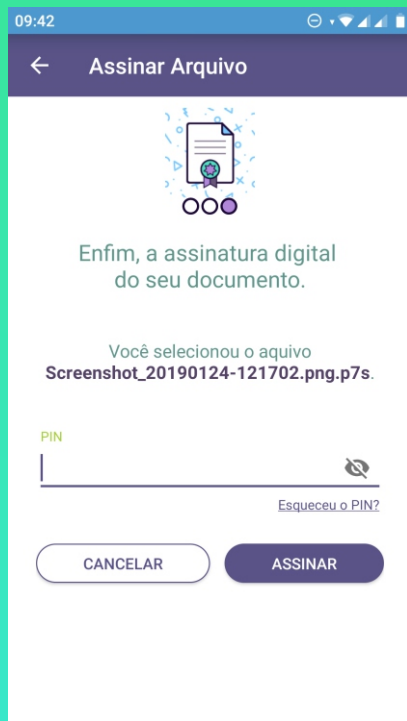 09:42
Assinar Arquivo
Enfim, a assinatura digital
do seu documento.
Você selecionou o aquivo
Screenshot_20190124-121702.png.p7s.
PIN
Esqueceu o PIN?
CANCELAR
ASSINAR